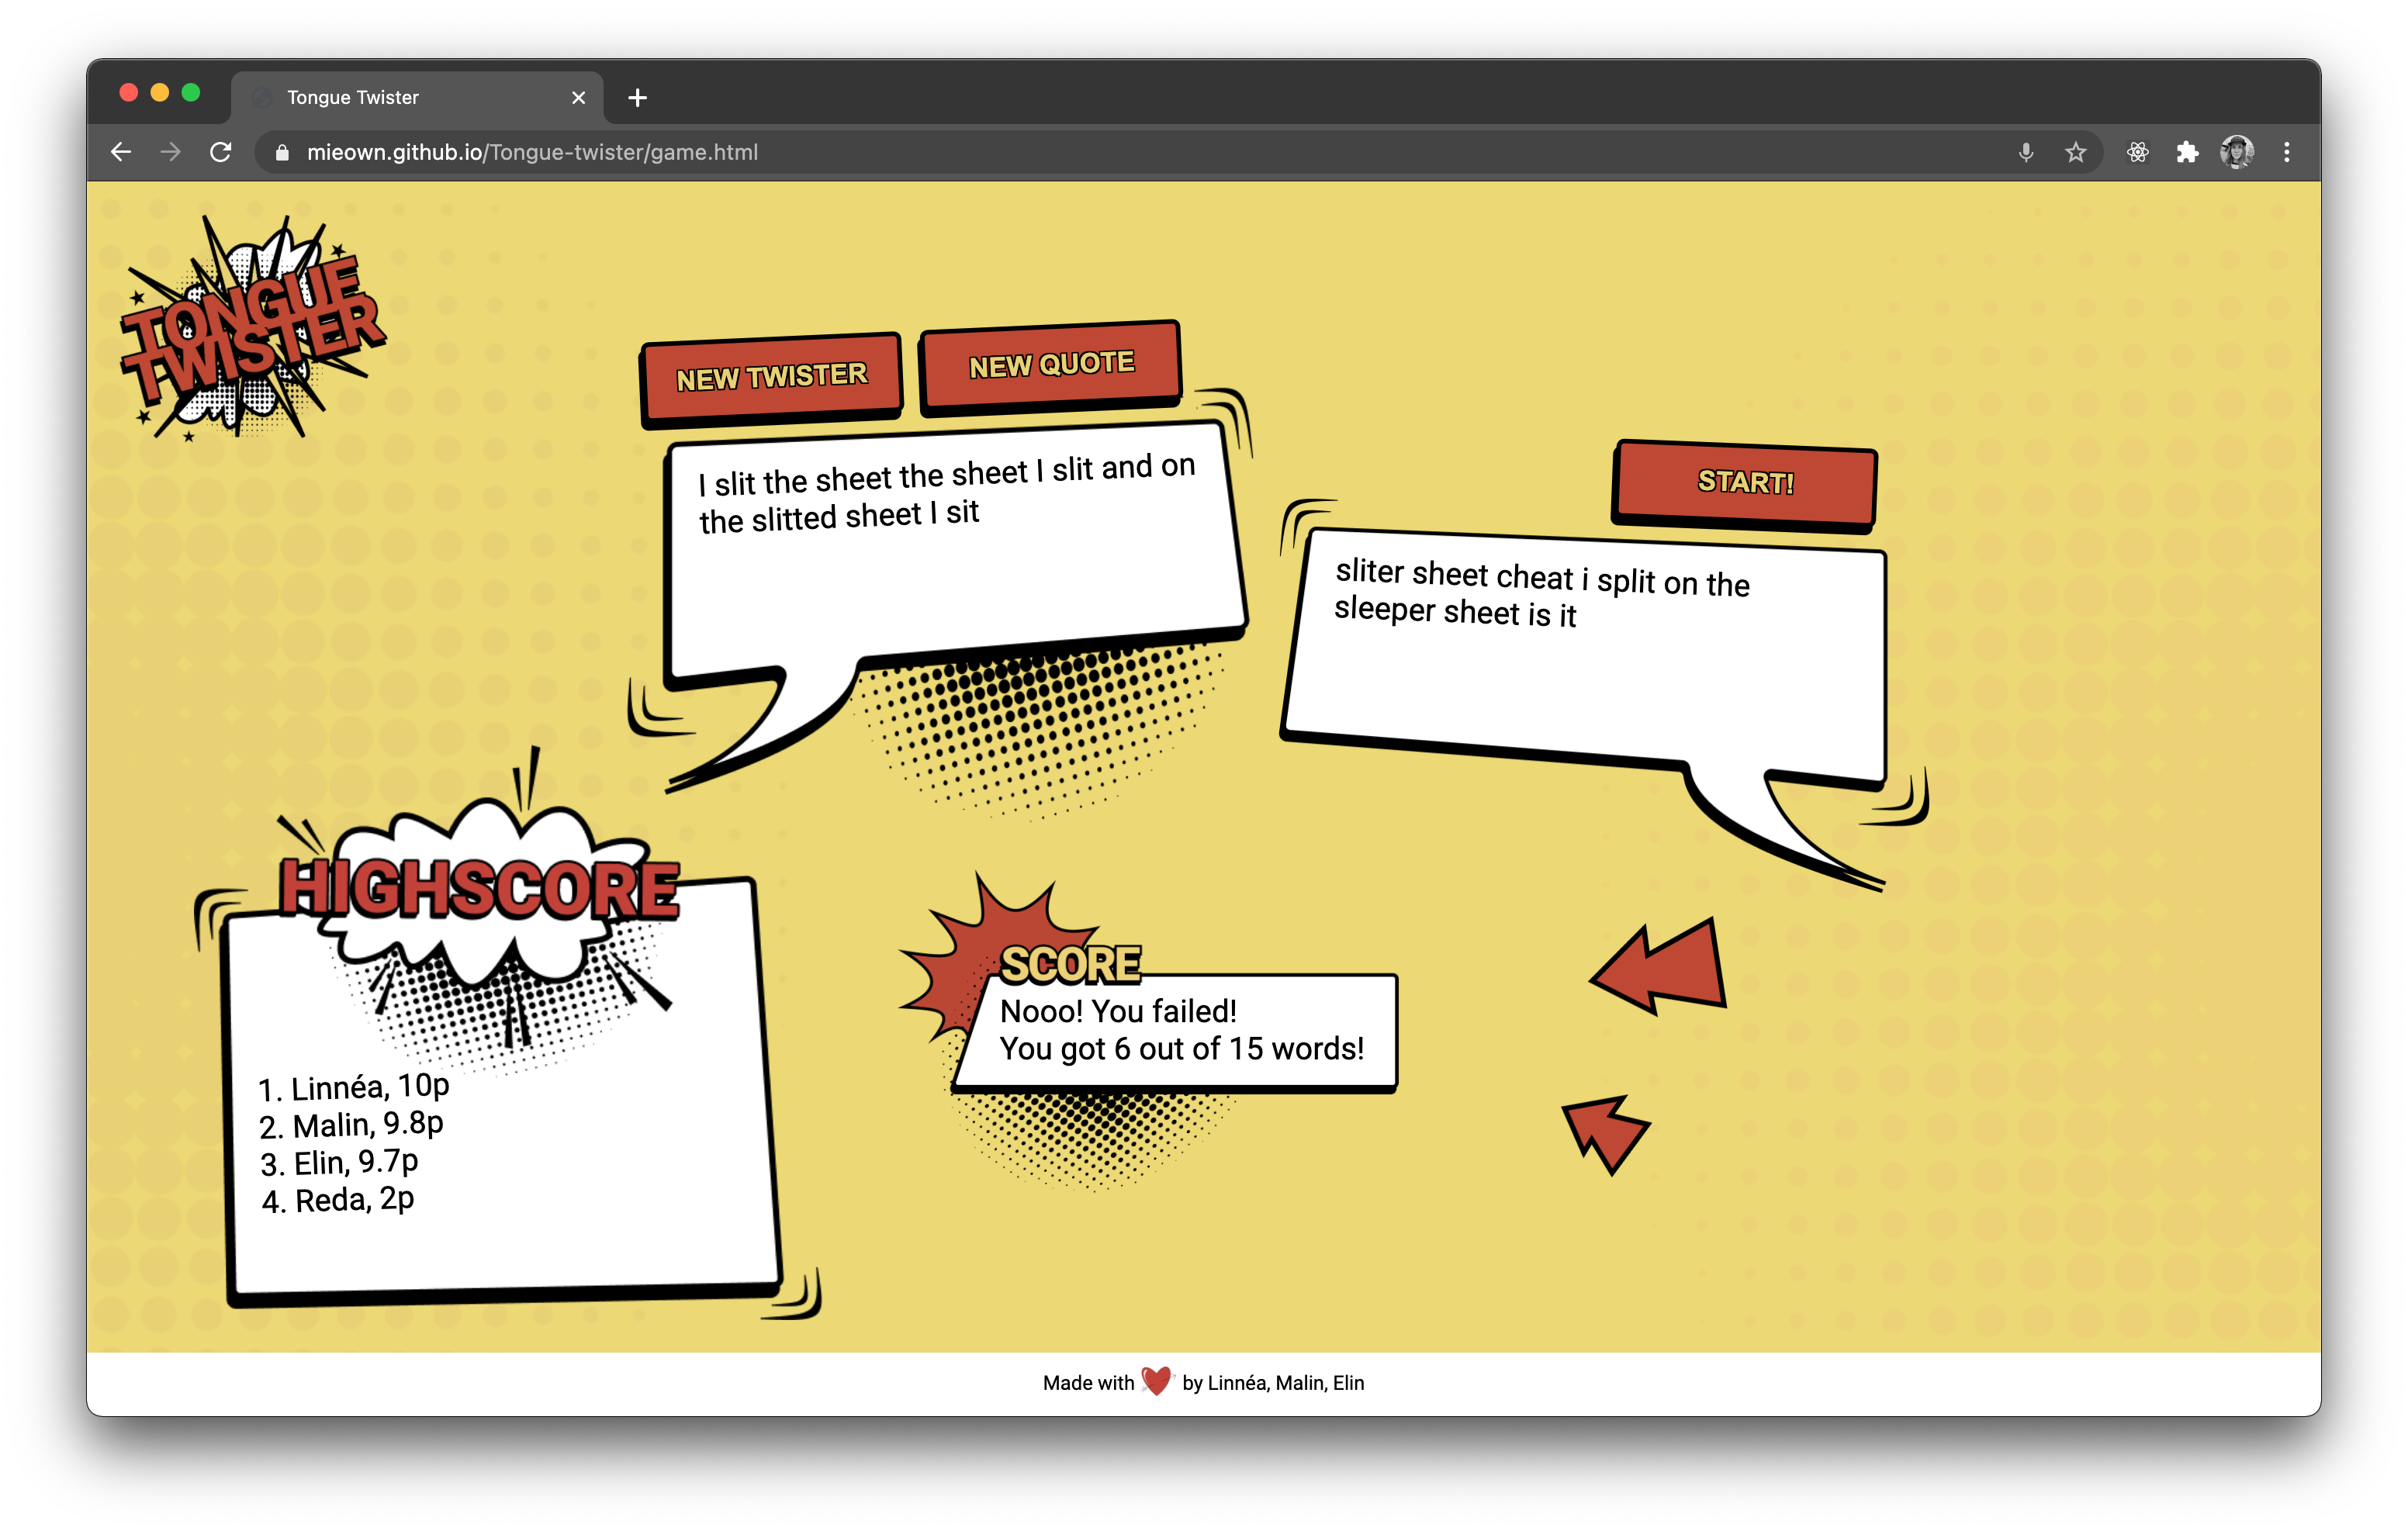 Tongue Twister
mieown.github.io/Tongue-twister/game.html
TONGUE
TWISTER
NEW TWISTER
NEW QUOTE
I slit the sheet the sheet I slit and on
the slitted sheet I sit
START!
sliter sheet cheat i split on the
sleeper sheet is it
HIGHSCORE
1. Linnéa, 10p
2. Malin, 9.8p
3. Elin, 9.7p
4. Reda, 2p
SCORE
Nooo! You failed!
You got 6 out of 15 words!
Made with ❤ by Linnéa, Malin, Elin